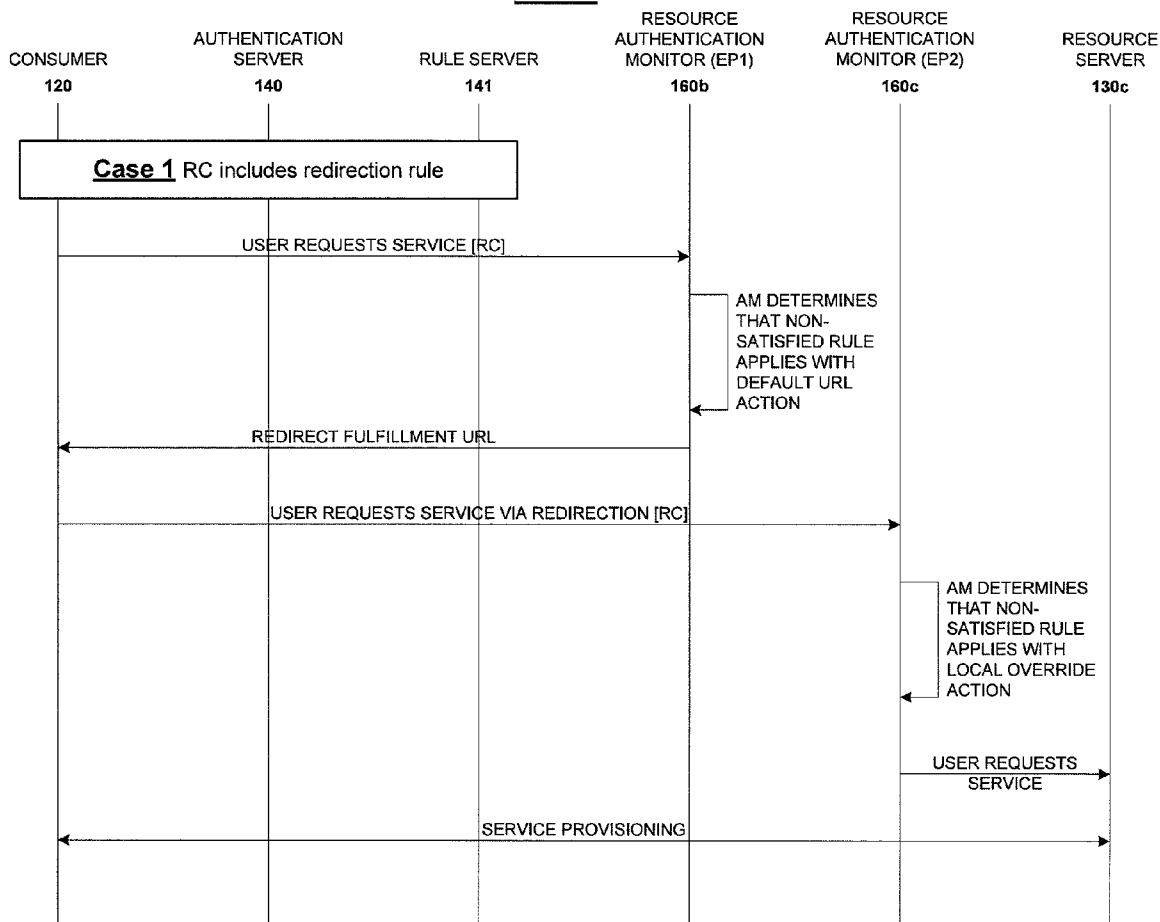 CONSUMER
120
AUTHENTICATION
SERVER
140
RULE SERVER
141
RESOURCE
AUTHENTICATION
MONITOR (EP1)
160b
RESOURCE
AUTHENTICATION
MONITOR (EP2)
160c
RESOURCE
SERVER
130c
Case 1 RC includes redirection rule
USER REQUESTS SERVICE [RC]
AM DETERMINES
THAT NON-
SATISFIED RULE
APPLIES WITH
DEFAULT URL
ACTION
REDIRECT FULFILLMENT URL
USER REQUESTS SERVICE VIA REDIRECTION [RC]
AM DETERMINES
THAT NON-
SATISFIED RULE
APPLIES WITH
LOCAL OVERRIDE
ACTION
USER REQUESTS
SERVICE
SERVICE PROVISIONING